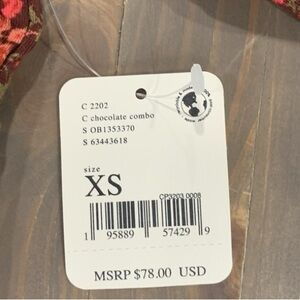 C 2202
C chocolate combo
S OB1353370
S 63443618
size
XS
CP3203 0008
1 95889 57429 9
MSRP $78.00 USD